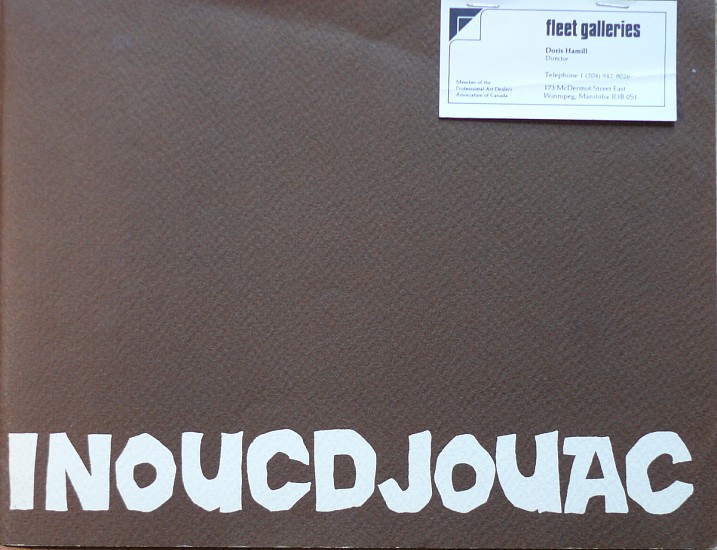 fleet galleries
Doris Hamill
Director
Telephone 1 (204) 942-8026
Member of the
Professional Art Dealers
Association of Canada
173 McDermot Street East
Winnipeg, Manitoba R3B 0S1
INOUCDJOUAC